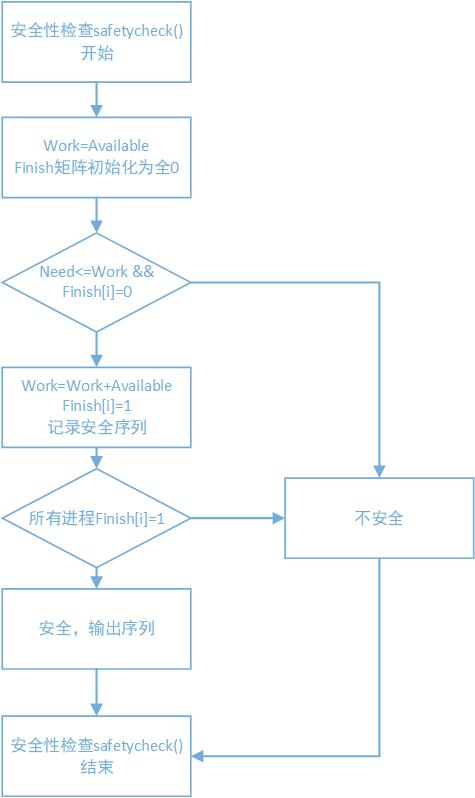 安全性检查safetycheck()
开始
Work=Available
Finish矩阵初始化为全0
Need<=Work &&
Finish[i]=0
Work=Work+Available
Finish[i]=1
记录安全序列
所有进程Finish[i]=1
不安全
安全，输出序列
安全性检查safetycheck()
结束